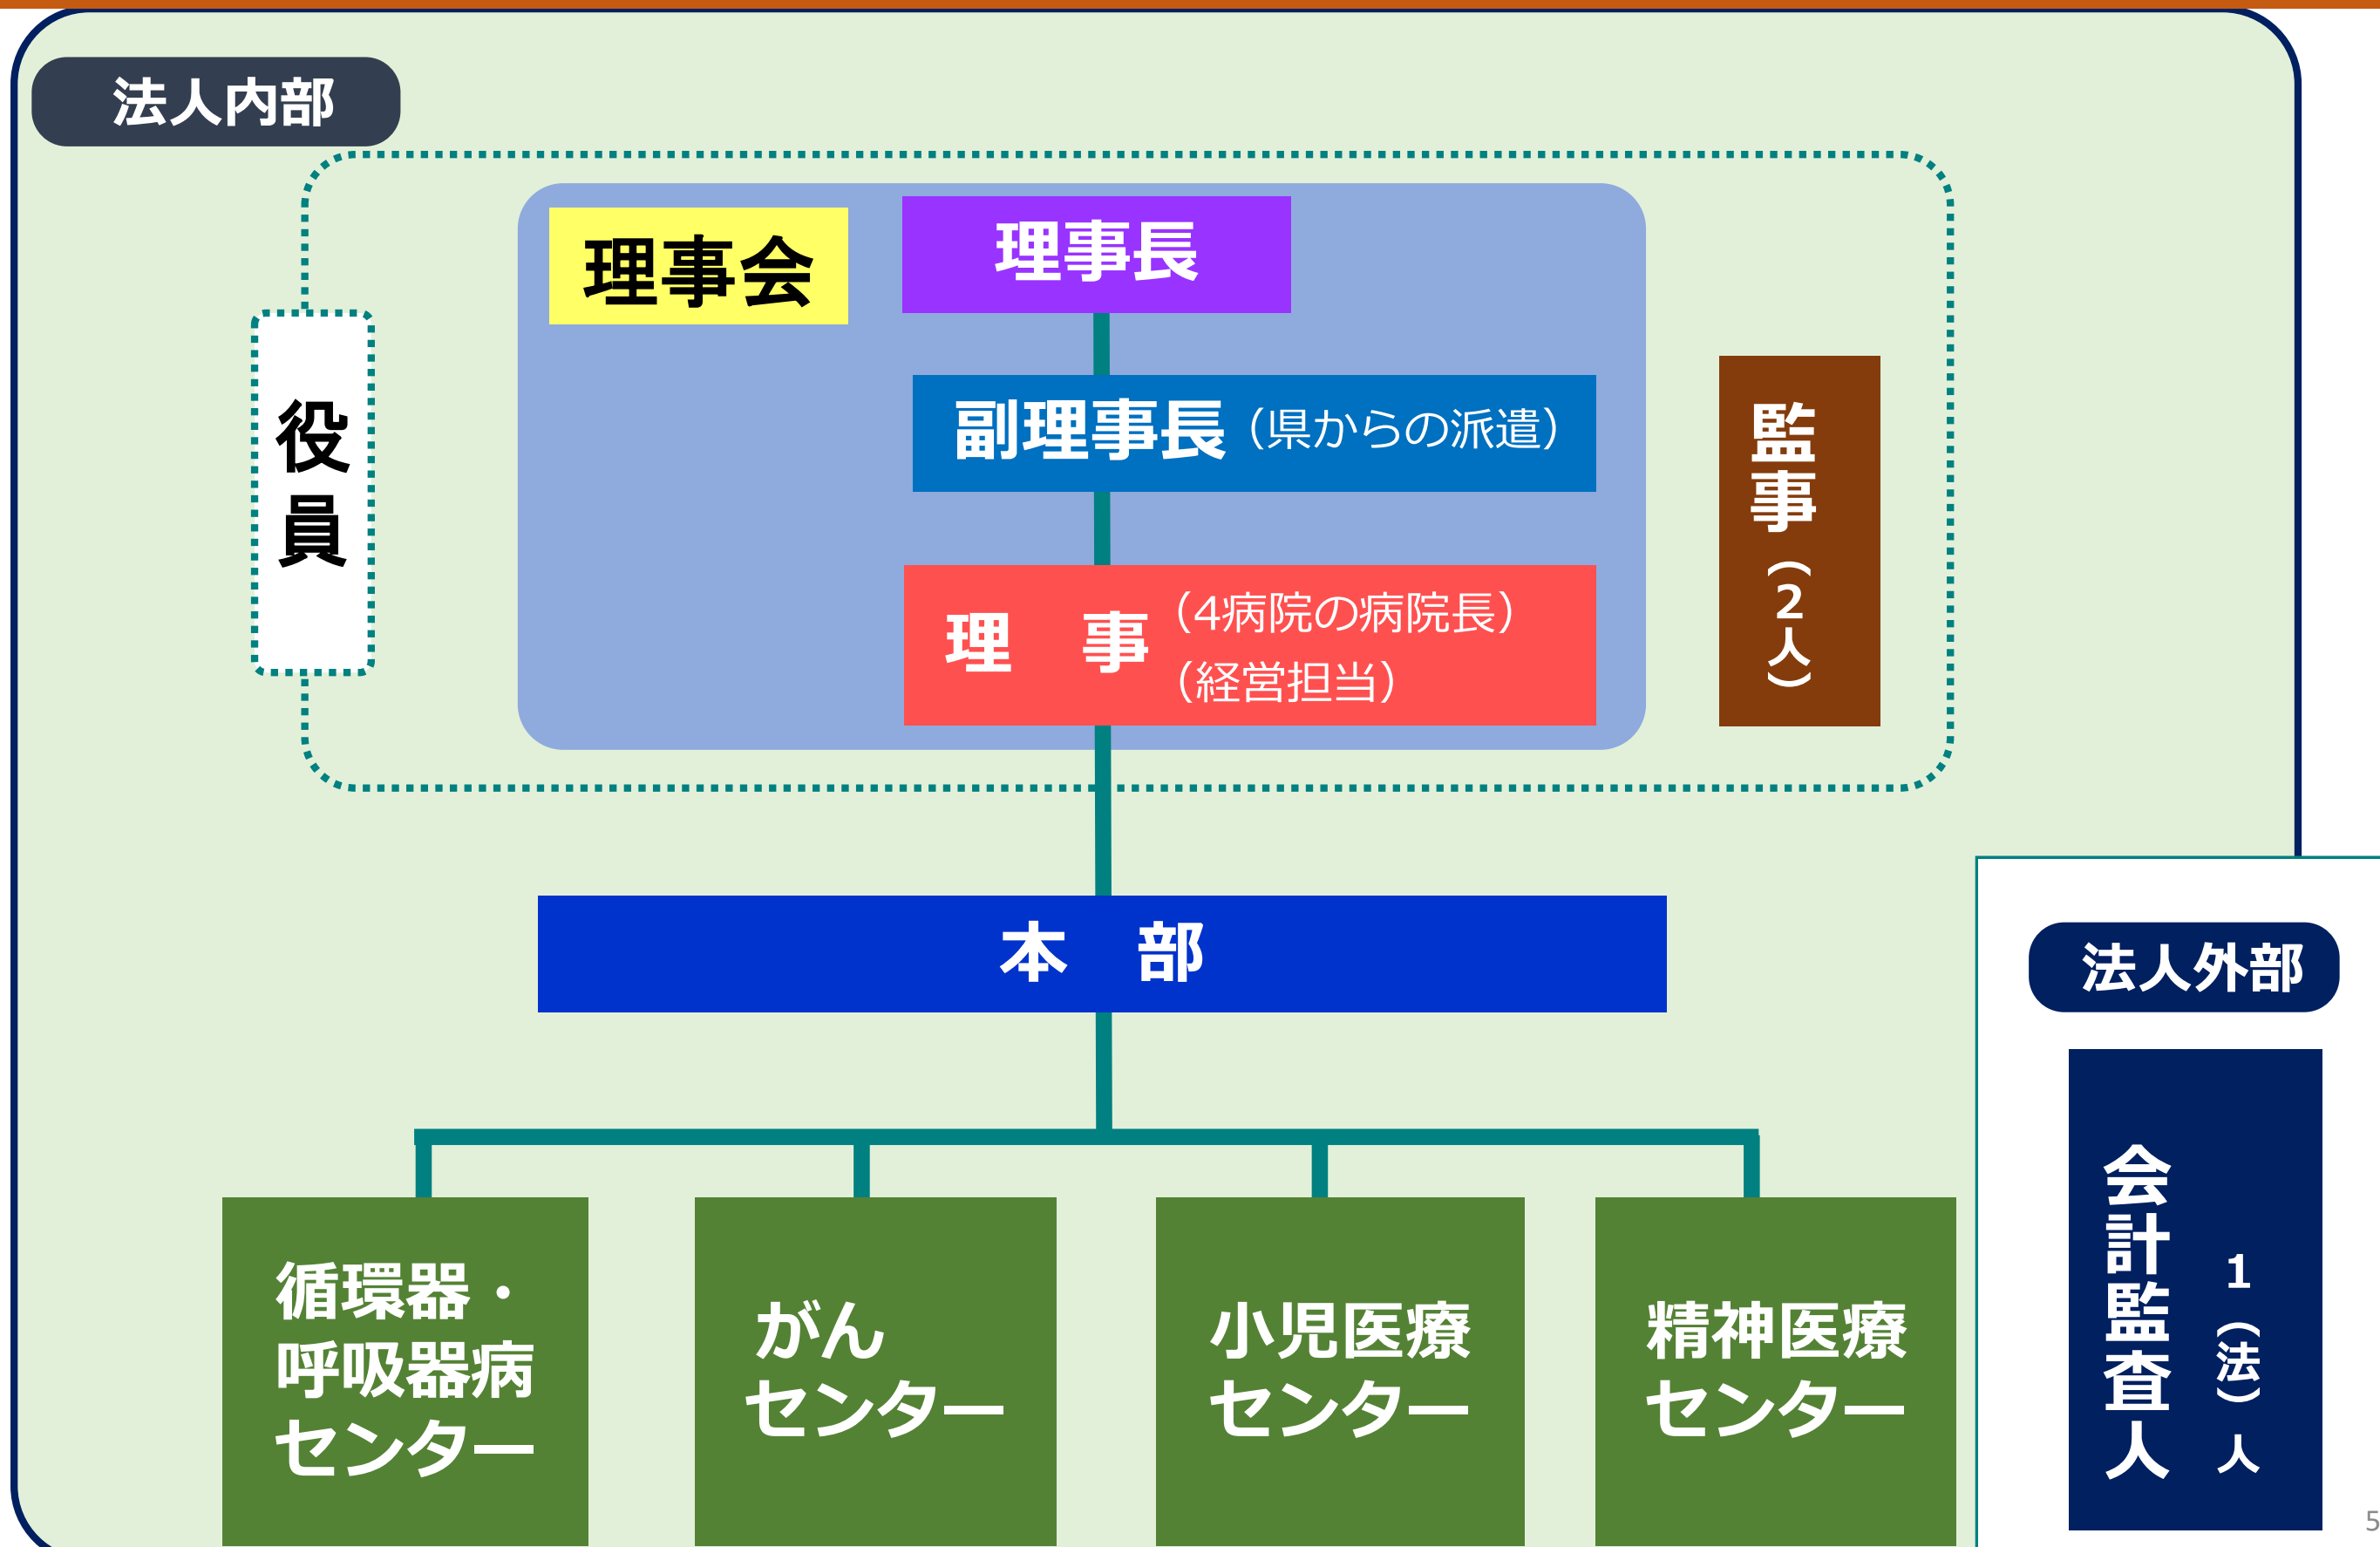 法人内部
理事会
理事長
副理事長（県からの派遣）
役員
監事（2人）
理　事（4病院の病院長）
（経営担当）
本　部
法人外部
循環器・
呼吸器病
センター
がん
センター
小児医療
センター
精神医療
センター
会計監査人
1（法）人
5